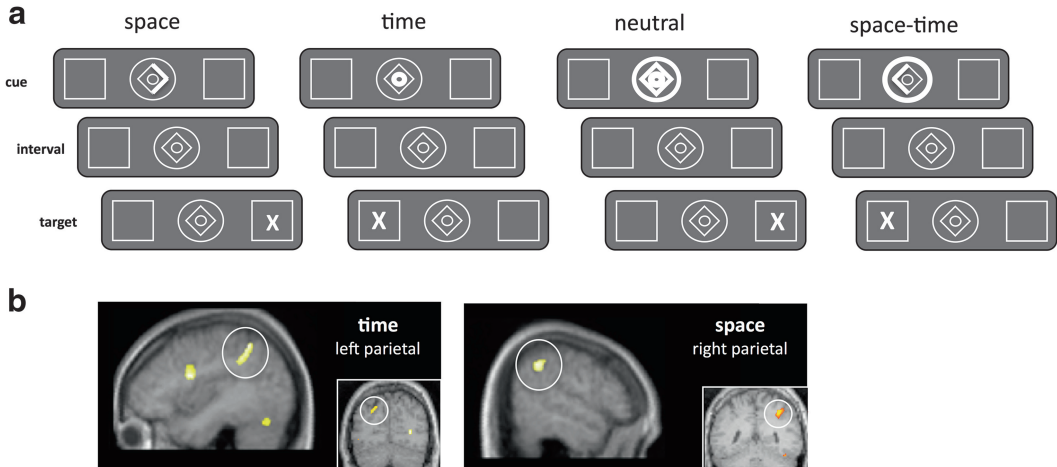 a
space time neutral space-time
cue
interval
target X X X X
b
time
left parietal
space
right parietal